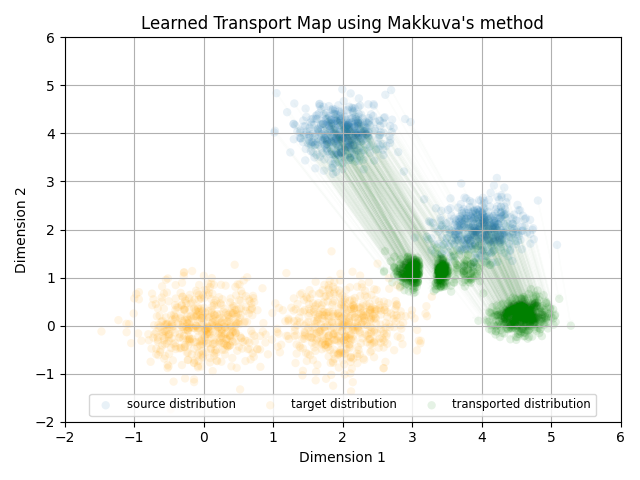 Learned Transport Map using Makkuva's method
6
5
4
3
2
1
0
−1
−2
Dimension 2
source distribution target distribution transported distribution
−2 −1 0 1 2 3 4 5 6
Dimension 1